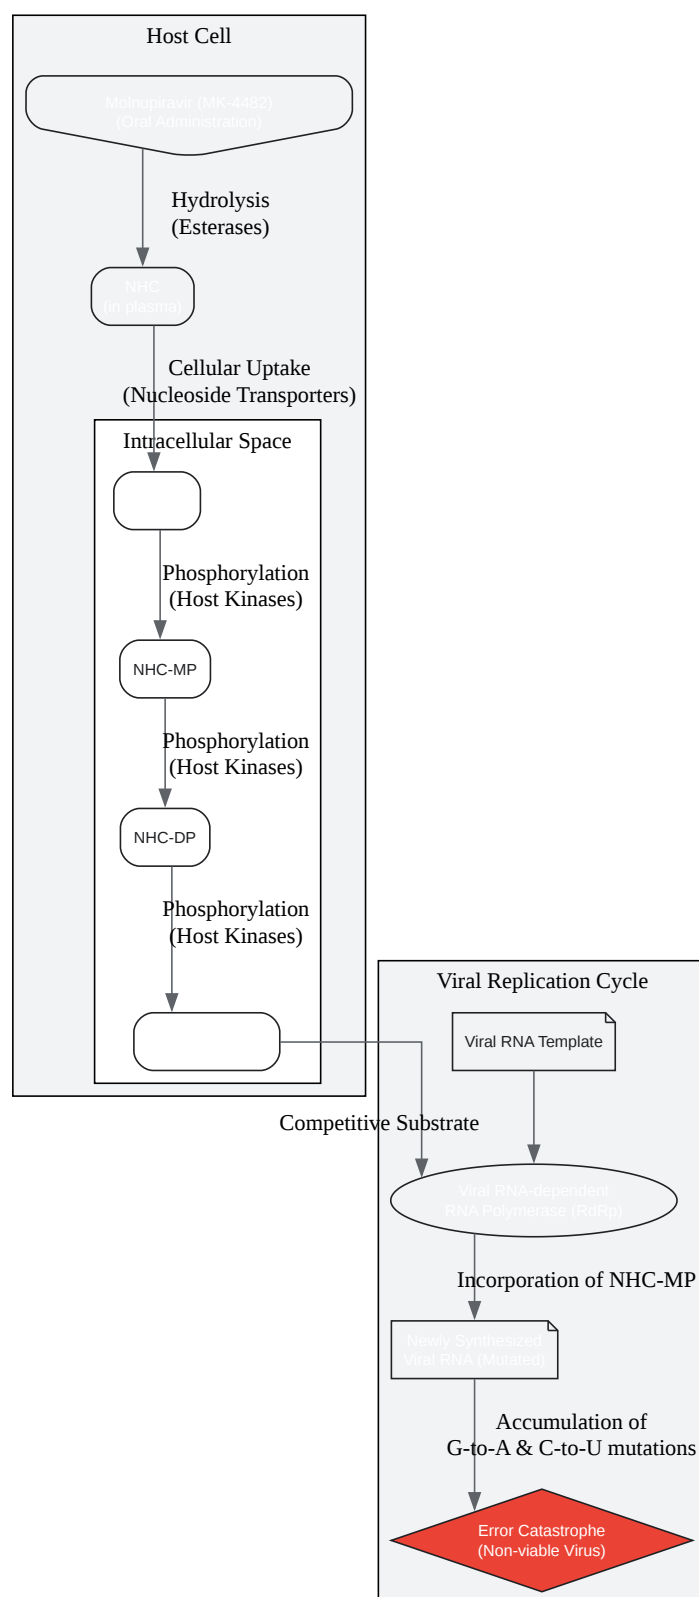 Host Cell
Molnupiravir (MK-4482)
(Oral Administration)
Hydrolysis
(Esterases)
NHC
(in plasma)
Cellular Uptake
(Nucleoside Transporters)
Intracellular Space
Phosphorylation
(Host Kinases)
NHC-MP
Phosphorylation
(Host Kinases)
NHC-DP
Phosphorylation
(Host Kinases)
Viral Replication Cycle
Viral RNA Template
Competitive Substrate
Viral RNA-dependent
RNA Polymerase (RdRp)
Incorporation of NHC-MP
Newly Synthesized
Viral RNA (Mutated)
Accumulation of
G-to-A & C-to-U mutations
Error Catastrophe
(Non-viable Virus)